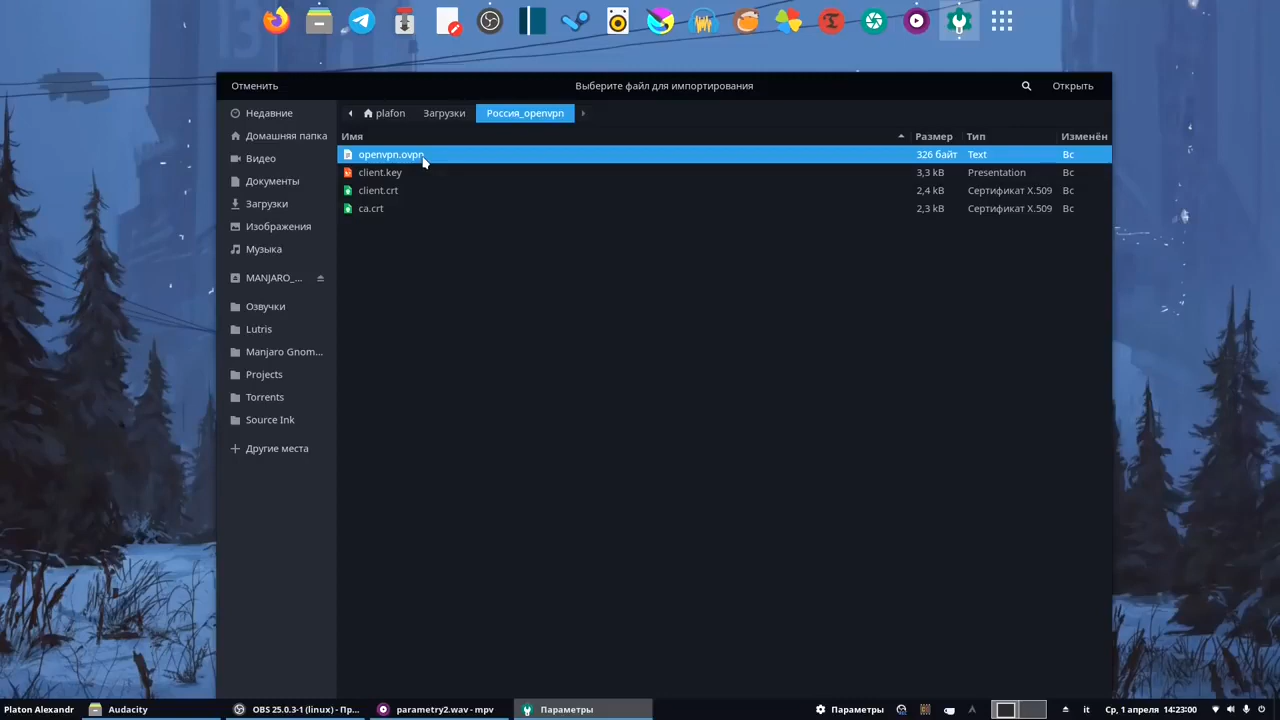 Отменить
Выберите файл для импортирования
Открыть
Недавние
Домашняя папка
Видео
Документы
Загрузки
Изображения
Музыка
MANJARO_...
Озвучки
Lutris
Manjaro Gnom...
Projects
Torrents
Source Ink
Другие места
plafon
Загрузки
Россия_openvpn
Имя
Размер
Тип
Изменён
openvpn.ovpn
326 байт
Text
Вс
client.key
3,3 kB
Presentation
Вс
client.crt
2,4 kB
Сертификат X.509
Вс
ca.crt
2,3 kB
Сертификат X.509
Вс
Platon Alexandr
Audacity
OBS 25.0.3-1 (linux) - Пр...
parametry2.wav - mpv
Параметры
Параметры
it
Ср, 1 апреля, 14:23:00